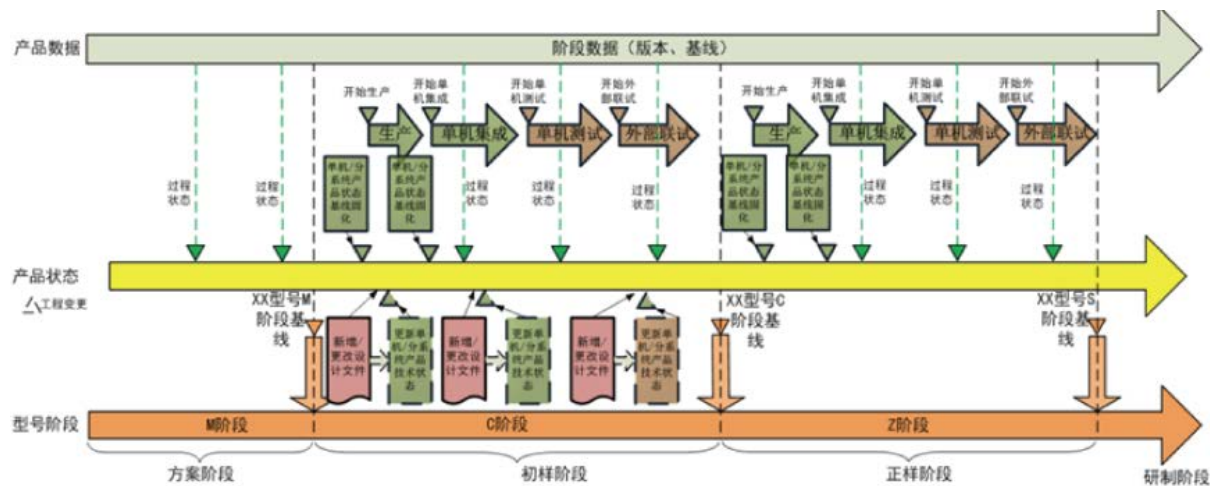 产品数据
阶段数据（版本、基线）
开始生产
开始单
机集成
开始单
机测试
开始外
部联试
开始生产
开始单
机集成
开始单
机测试
开始外
部联试
生产
单机集成
单机测试
外部联试
生产
单机集成
单机测试
外部联试
单机/分
系统产
品状态
基线固
化
单机/分
系统产
品状态
基线固
化
单机/分
系统产
品状态
基线固
化
单机/分
系统产
品状态
基线固
化
过程
状态
过程
状态
过程
状态
过程
状态
过程
状态
过程
状态
过程
状态
过程
状态
产品状态
工程变更
XX型号M
阶段基
线
XX型号C
阶段基
线
XX型号S
阶段基
线
新增/
更改设
计文件
更新单
机/分系
统产品
技术状
态
新增/
更改设
计文件
更新单
机/分系
统产品
技术状
态
新增/
更改设
计文件
更新单
机/分系
统产品
技术状
态
型号阶段
M阶段
C阶段
Z阶段
方案阶段
初样阶段
正样阶段
研制阶段